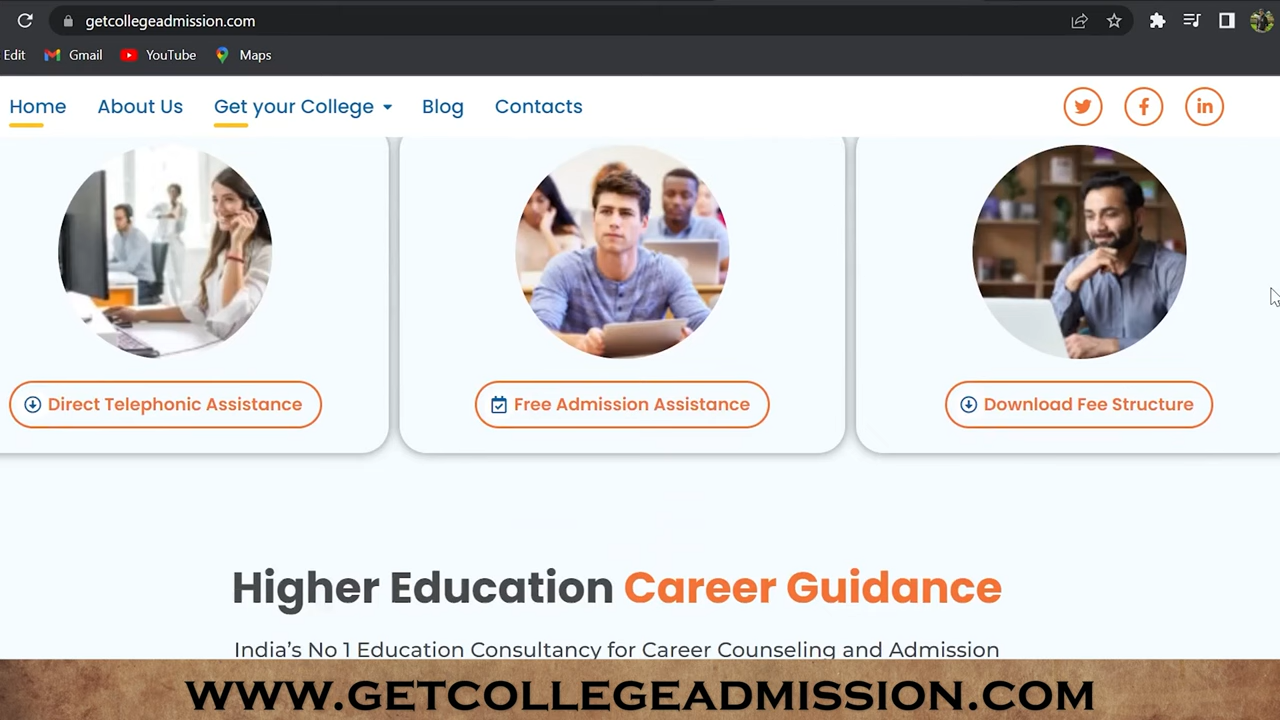 getcollegeadmission.com
Edit Gmail YouTube Maps
Home About Us Get your College Blog Contacts
Direct Telephonic Assistance
Free Admission Assistance
Download Fee Structure
Higher Education Career Guidance
India's No 1 Education Consultancy for Career Counseling and Admission
WWW.GETCOLLEGEADMISSION.COM